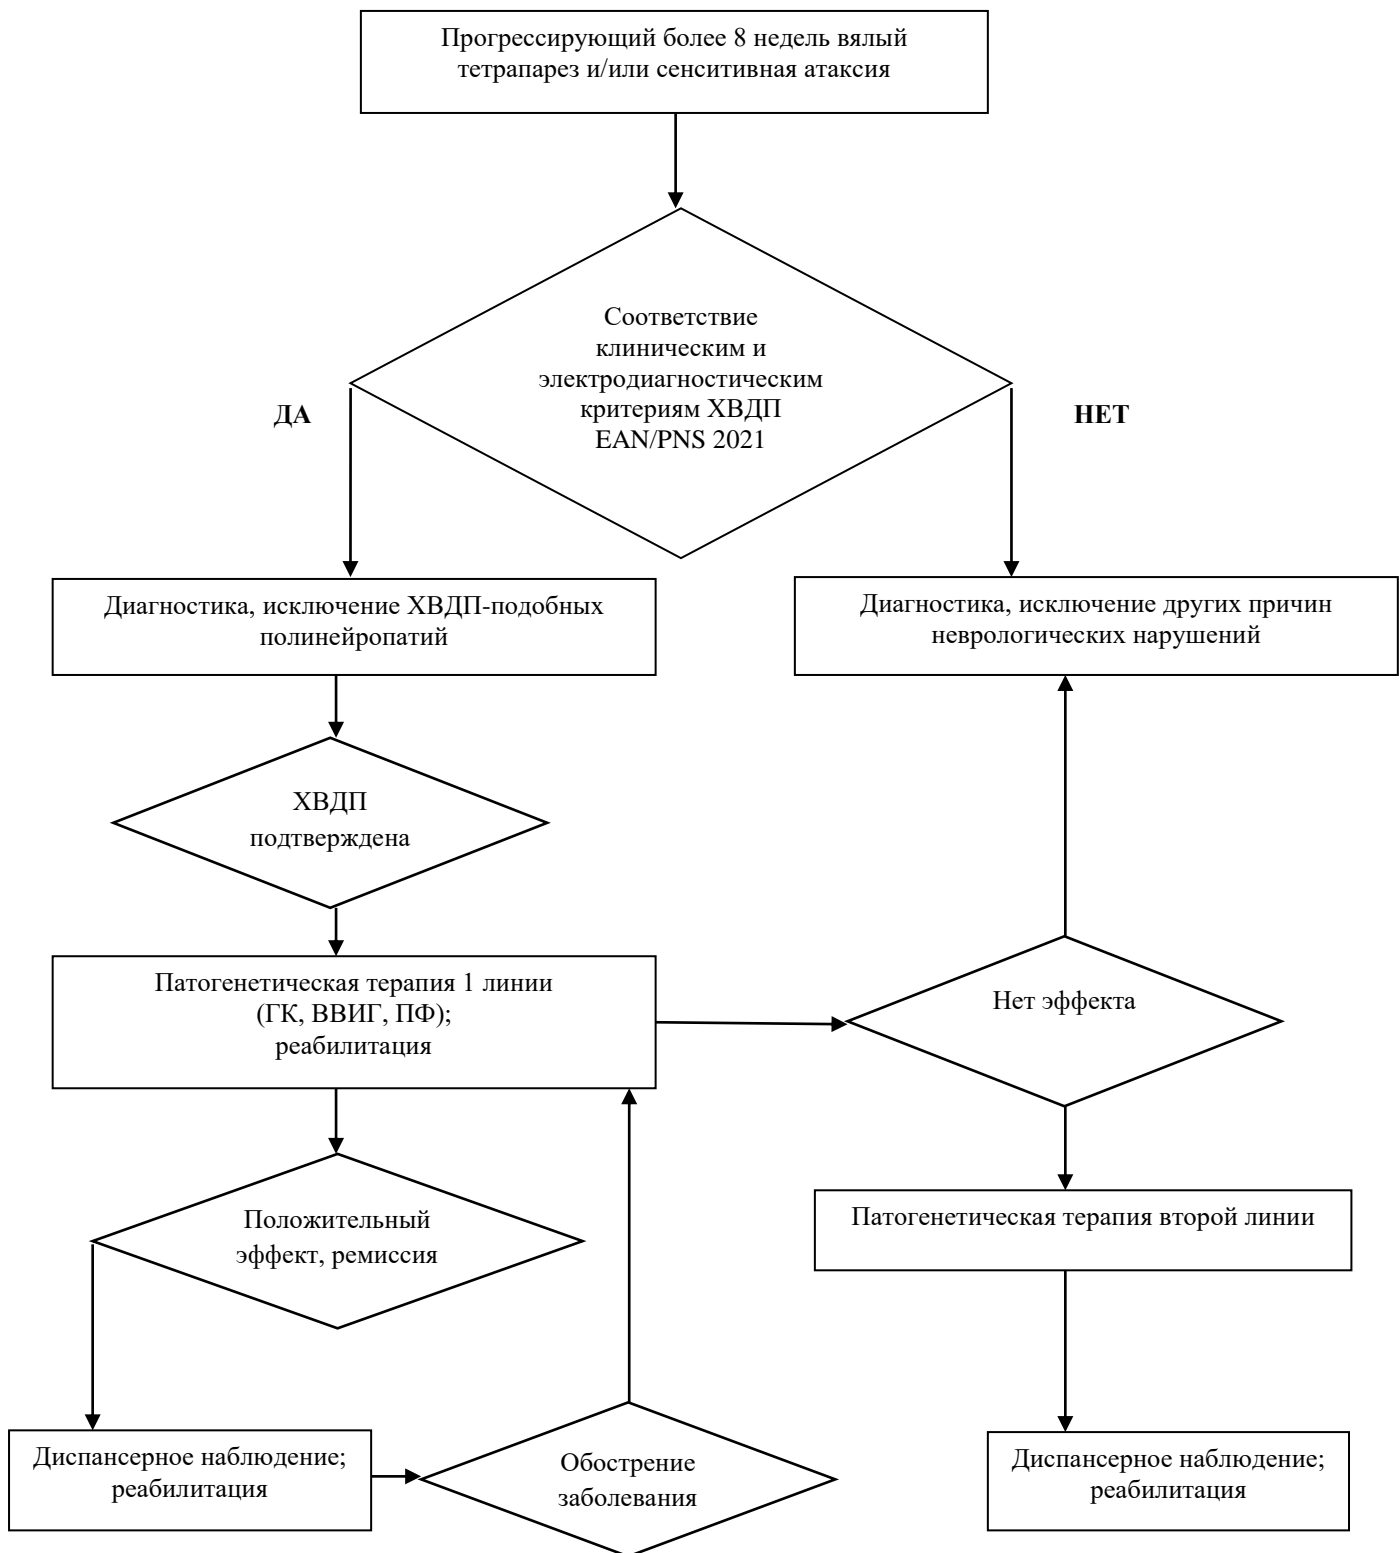 Прогрессирующий более 8 недель вялый
тетрапарез и/или сенситивная атаксия
Соответствие
клиническим и
электродиагностическим
критериям ХВДП
EAN/PNS 2021
ДА
НЕТ
Диагностика, исключение ХВДП-подобных
полинейропатий
Диагностика, исключение других причин
неврологических нарушений
ХВДП
подтверждена
Патогенетическая терапия 1 линии
(ГК, ВВИГ, ПФ);
реабилитация
Нет эффекта
Положительный
эффект, ремиссия
Патогенетическая терапия второй линии
Диспансерное наблюдение;
реабилитация
Обострение
заболевания
Диспансерное наблюдение;
реабилитация